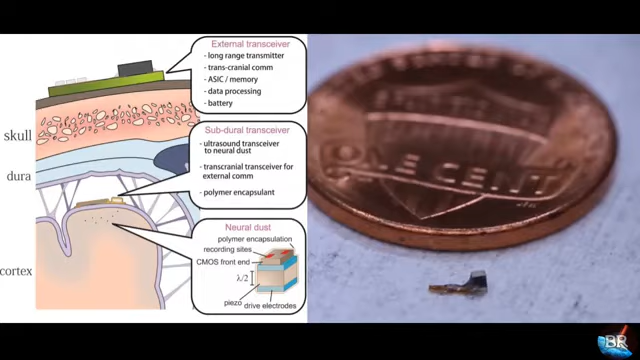 External transceiver
- long range transmitter
- trans-cranial comm
- ASIC / memory
- data processing
- battery
skull
Sub-dural transceiver
- ultrasound transceiver
to neural dust
- transcranial transceiver for
external comm
- polymer encapsulant
dura
Neural dust
polymer encapsulation
recording sites
CMOS front end
λ/2
piezo
drive electrodes
cortex
ONE CENT
BR